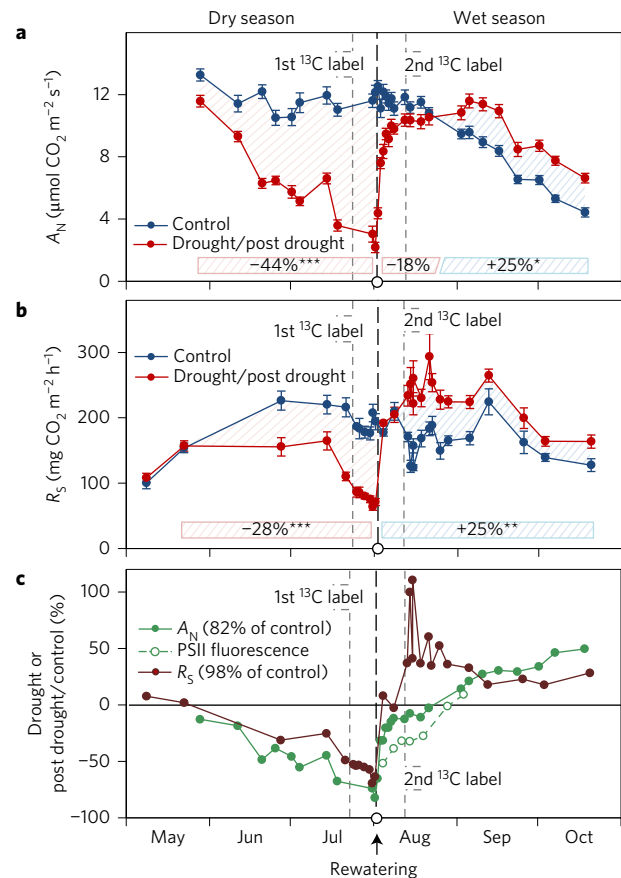 Dry season Wet season
a
1st ¹³C label
2nd ¹³C label
12
8
4
0
A_N (μmol CO₂ m⁻² s⁻¹)
Control
Drought/post drought
−44%*** −18% +25%*
b
1st ¹³C label
2nd ¹³C label
300
200
100
0
R_S (mg CO₂ m⁻² h⁻¹)
Control
Drought/post drought
−28%*** +25%**
c
100
50
0
−50
−100
Drought or
post drought/control (%)
1st ¹³C label
A_N (82% of control)
PSII fluorescence
R_S (98% of control)
2nd ¹³C label
May Jun Jul Aug Sep Oct
Rewatering